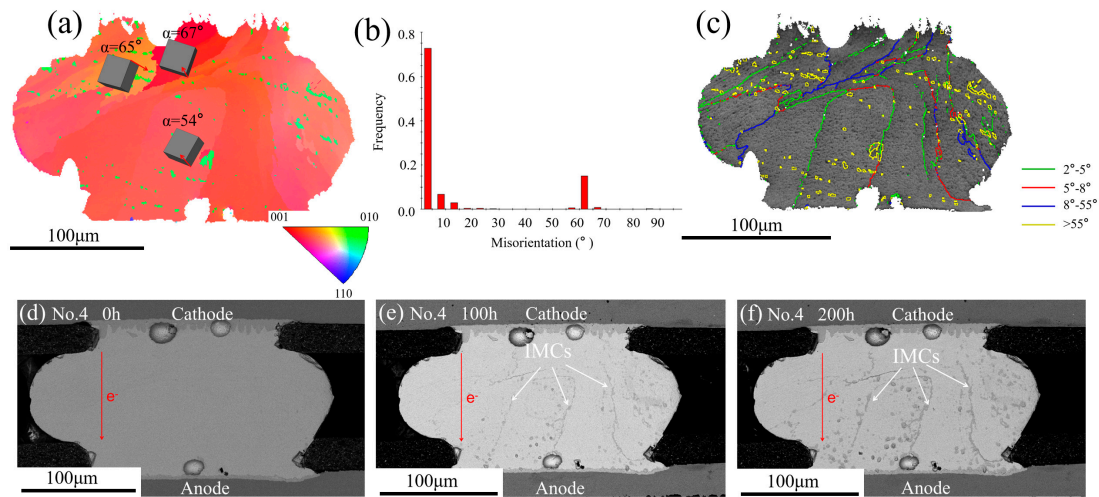 (a)
α=67°
α=65°
α=54°
001
010
110
100μm
(b)
Frequency
0.8
0.6
0.4
0.2
0.0
10 20 30 40 50 60 70 80 90
Misorientation (°)
(c)
2°-5°
5°-8°
8°-55°
>55°
100μm
(d) No.4 0h Cathode
e-
100μm
Anode
(e) No.4 100h Cathode
IMCs
e-
100μm
Anode
(f) No.4 200h Cathode
IMCs
e-
100μm
Anode